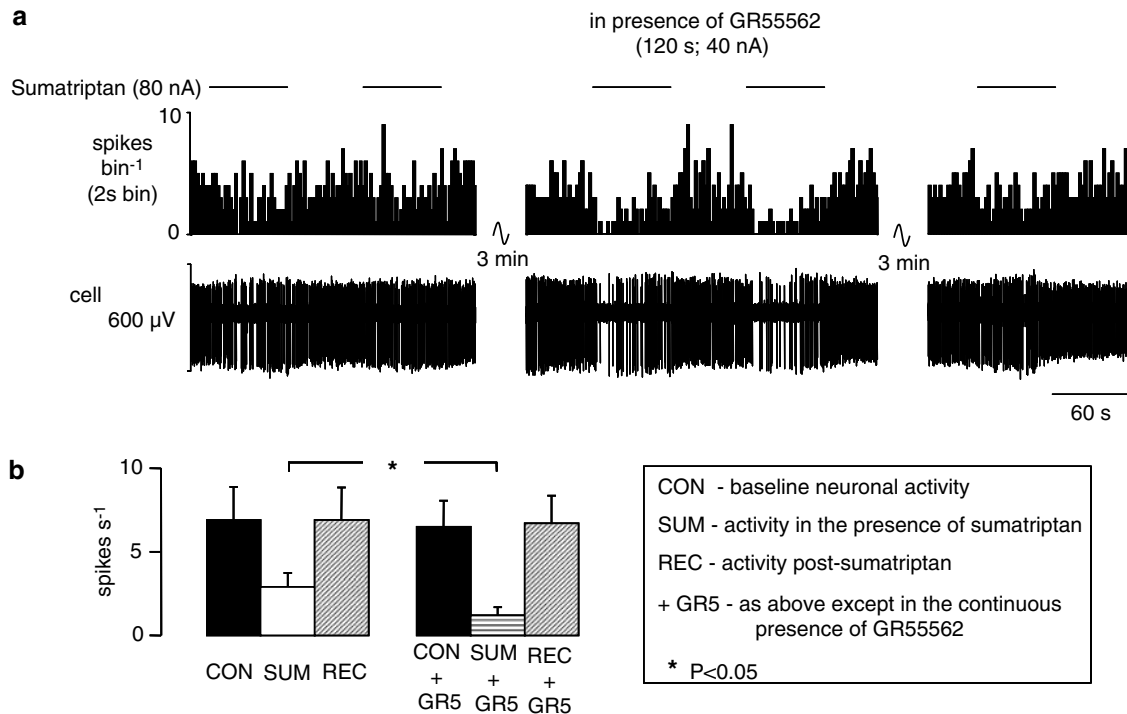 a
in presence of GR55562
(120 s; 40 nA)
Sumatriptan (80 nA)
10
spikes
bin-1
(2s bin)
0
3 min
3 min
cell
600 µV
60 s
b
10
*
spikes s-1
5
0
CON SUM REC
CON SUM REC
+ + +
GR5 GR5 GR5
CON - baseline neuronal activity
SUM - activity in the presence of sumatriptan
REC - activity post-sumatriptan
+ GR5 - as above except in the continuous
presence of GR55562
* P<0.05